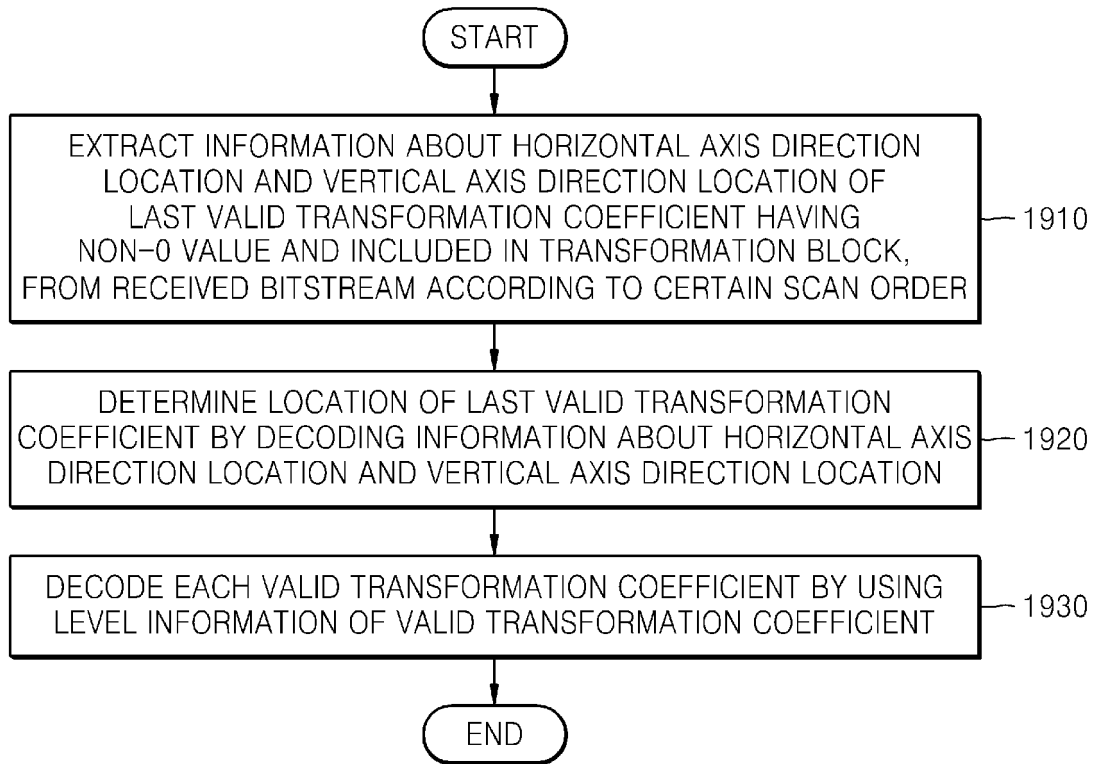 START
EXTRACT INFORMATION ABOUT HORIZONTAL AXIS DIRECTION
LOCATION AND VERTICAL AXIS DIRECTION LOCATION OF
LAST VALID TRANSFORMATION COEFFICIENT HAVING
NON-0 VALUE AND INCLUDED IN TRANSFORMATION BLOCK,
FROM RECEIVED BITSTREAM ACCORDING TO CERTAIN SCAN ORDER
1910
DETERMINE LOCATION OF LAST VALID TRANSFORMATION
COEFFICIENT BY DECODING INFORMATION ABOUT HORIZONTAL AXIS
DIRECTION LOCATION AND VERTICAL AXIS DIRECTION LOCATION
1920
DECODE EACH VALID TRANSFORMATION COEFFICIENT BY USING
LEVEL INFORMATION OF VALID TRANSFORMATION COEFFICIENT
1930
END